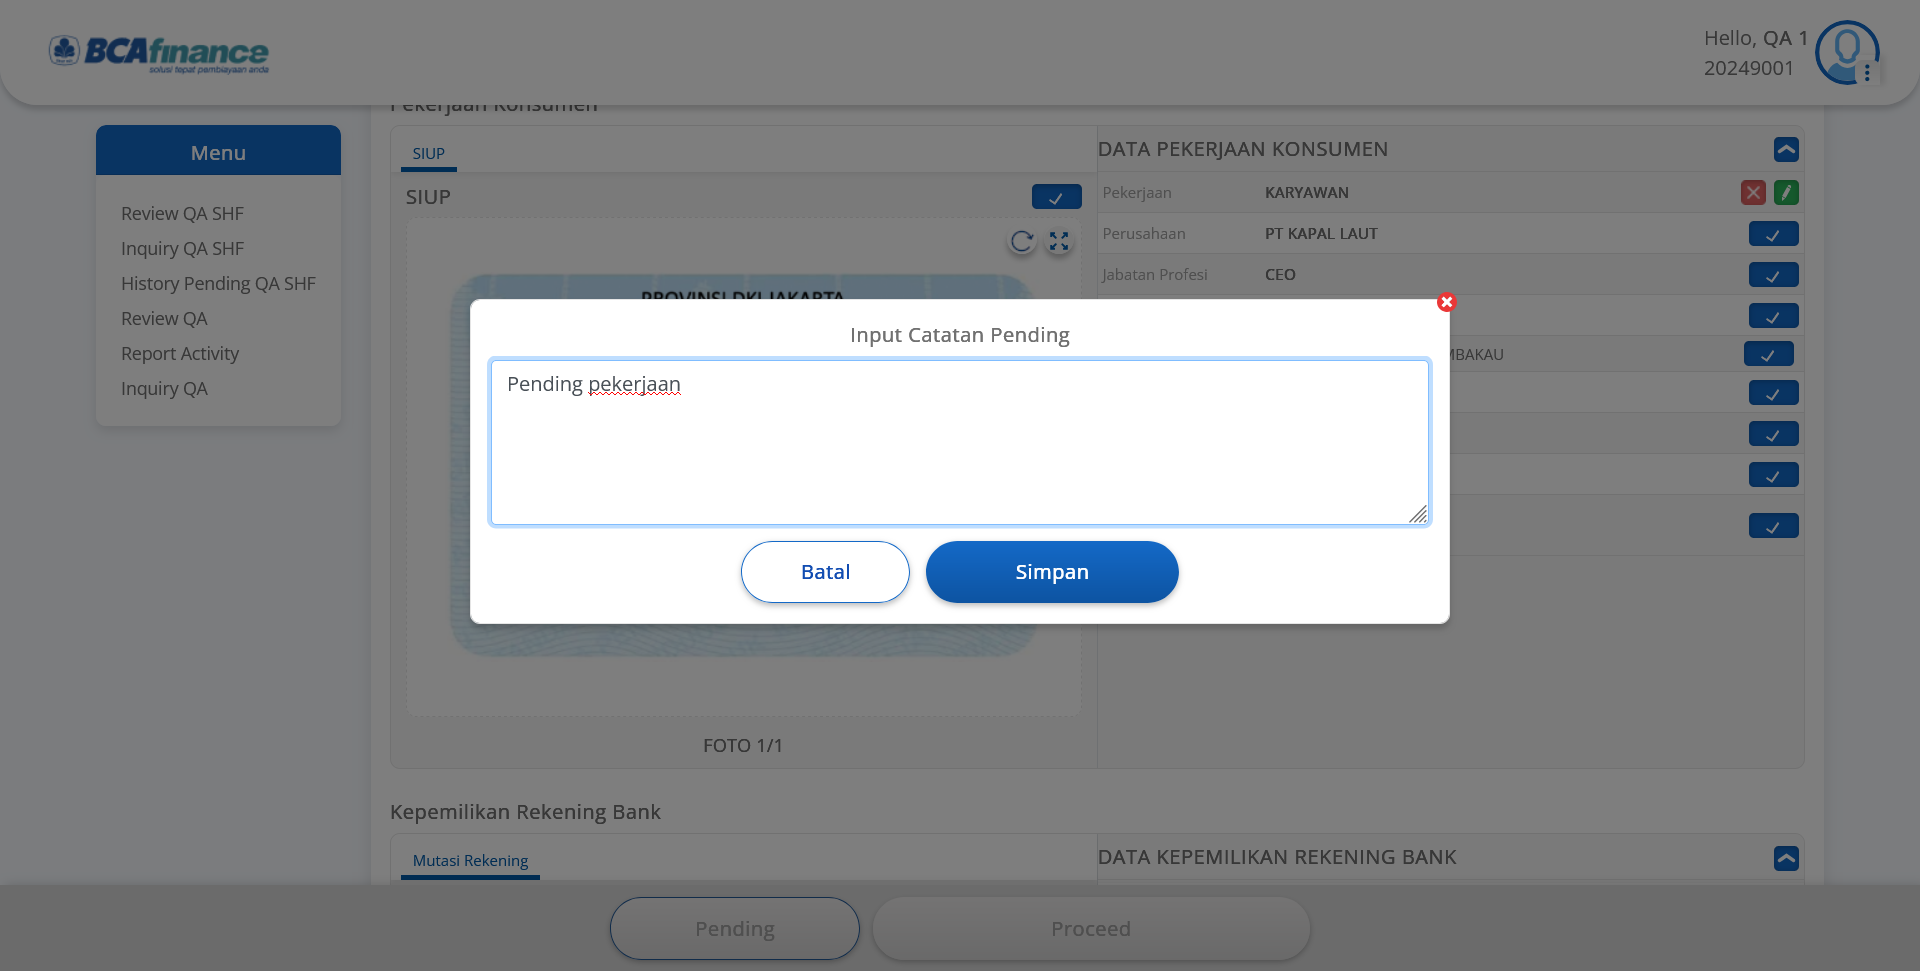 BCAfinance
solusi tepat pembiayaan anda
Hello, QA 1
20249001
Menu
Review QA SHF
Inquiry QA SHF
History Pending QA SHF
Review QA
Report Activity
Inquiry QA
Pekerjaan Konsumen
SIUP
SIUP
PROVINSI DKI JAKARTA
FOTO 1/1
DATA PEKERJAAN KONSUMEN
Pekerjaan KARYAWAN
Perusahaan PT KAPAL LAUT
Jabatan Profesi CEO
Input Catatan Pending
Pending pekerjaan
Batal
Simpan
Kepemilikan Rekening Bank
Mutasi Rekening
DATA KEPEMILIKAN REKENING BANK
Pending
Proceed